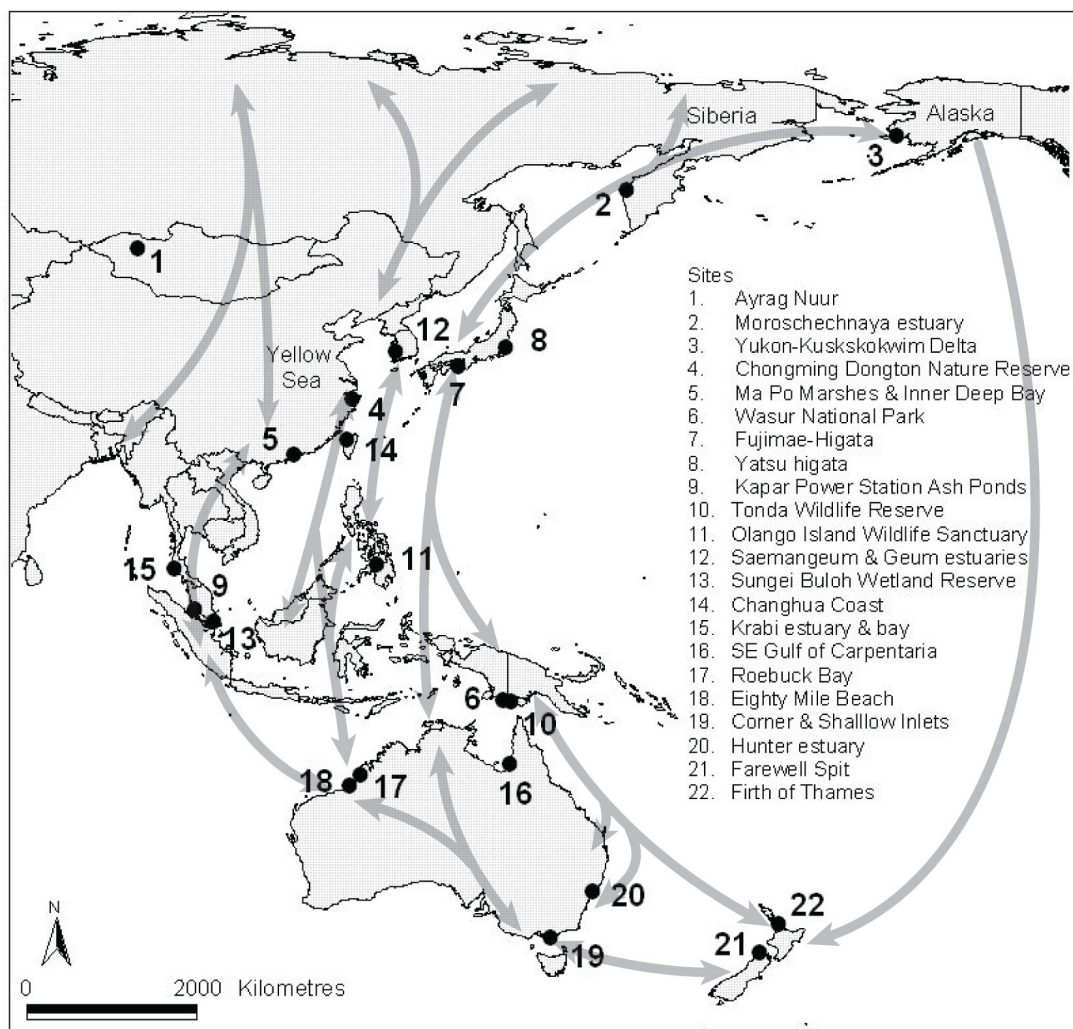 Siberia
Alaska
3
2
1
12
8
Yellow
Sea
7
4
5
14
15
9
11
13
6
10
18
17
16
20
22
21
19
Sites
1. Ayrag Nuur
2. Moroschechnaya estuary
3. Yukon-Kuskskokwim Delta
4. Chongming Dongton Nature Reserve
5. Ma Po Marshes & Inner Deep Bay
6. Wasur National Park
7. Fujimae-Higata
8. Yatsu higata
9. Kapar Power Station Ash Ponds
10. Tonda Wildlife Reserve
11. Olango Island Wildlife Sanctuary
12. Saemangeum & Geum estuaries
13. Sungei Buloh Wetland Reserve
14. Changhua Coast
15. Krabi estuary & bay
16. SE Gulf of Carpentaria
17. Roebuck Bay
18. Eighty Mile Beach
19. Corner & Shalllow Inlets
20. Hunter estuary
21. Farewell Spit
22. Firth of Thames
N
0 2000 Kilometres